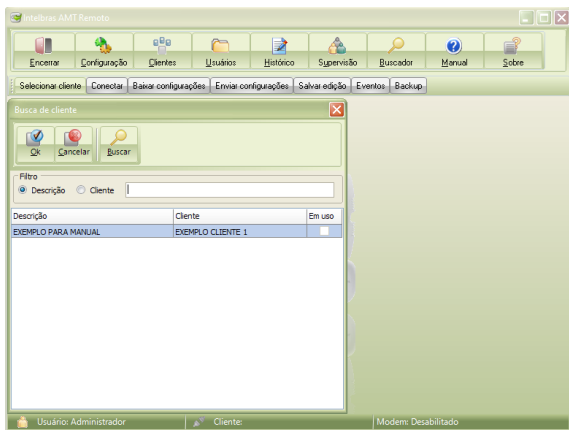 Intelbras AMT Remoto
Encerrar Configuração Clientes Usuários Histórico Supervisão Buscador Manual Sobre
Selecionar cliente Conectar Baixar configurações Enviar configurações Salvar edição Eventos Backup
Busca de cliente
Ok Cancelar Buscar
Filtro
Descrição Cliente
Descrição Cliente Em uso
EXEMPLO PARA MANUAL EXEMPLO CLIENTE 1
Usuário: Administrador Cliente: Modem: Desabilitado